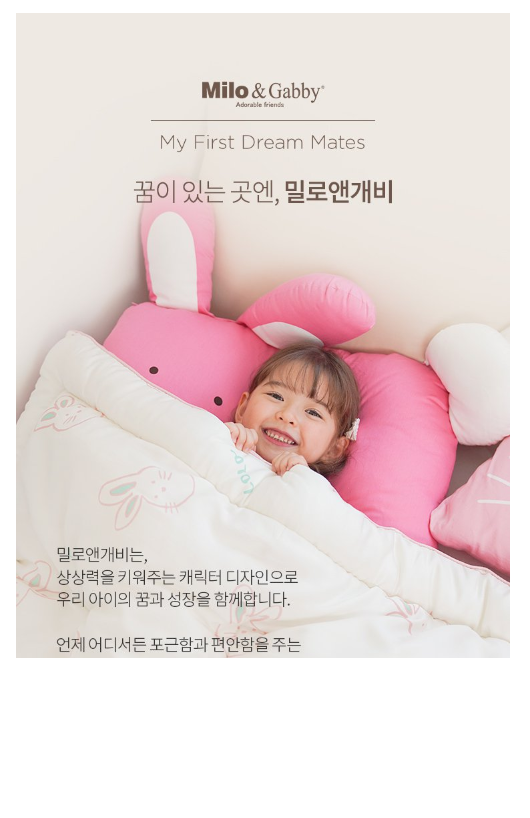 Milo & Gabby®
Adorable friends
My First Dream Mates
꿈이 있는 곳엔, 밀로앤개비
LOLO
밀로앤개비는,
상상력을 키워주는 캐릭터 디자인으로
우리 아이의 꿈과 성장을 함께합니다.
언제 어디서든 포근함과 편안함을 주는